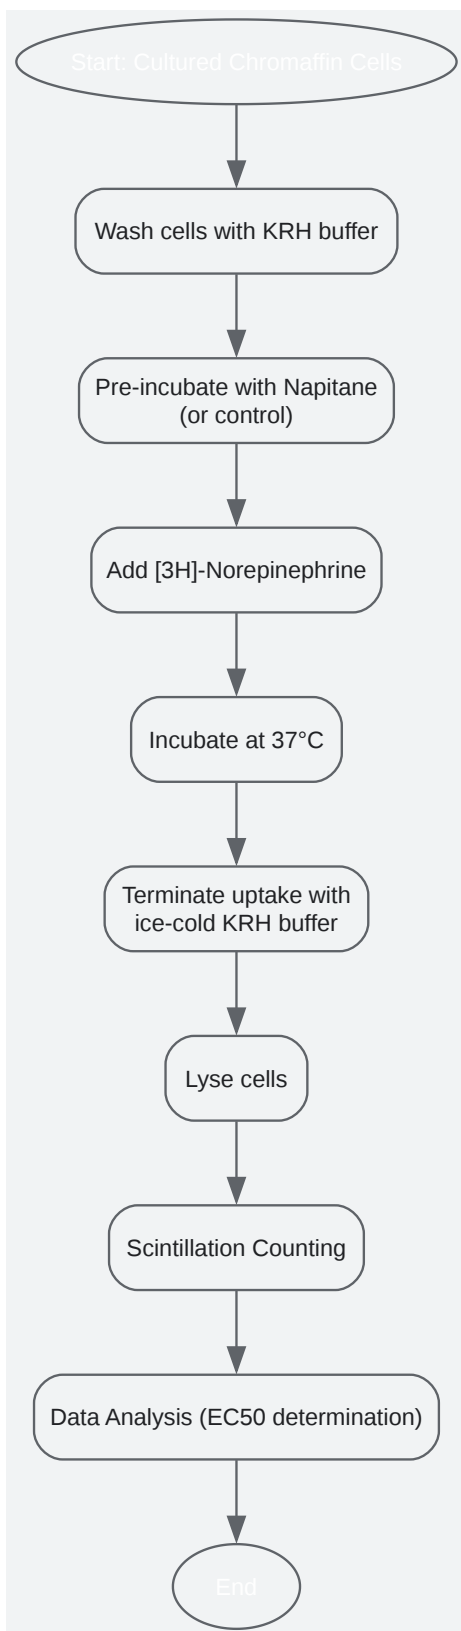 Start: Cultured Chromaffin Cells
Wash cells with KRH buffer
Pre-incubate with Napitane
(or control)
Add [3H]-Norepinephrine
Incubate at 37°C
Terminate uptake with
ice-cold KRH buffer
Lyse cells
Scintillation Counting
Data Analysis (EC50 determination)
End